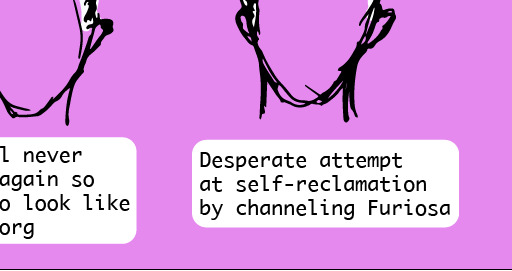 l never
again so
o look like
org
Desperate attempt
at self-reclamation
by channeling Furiosa